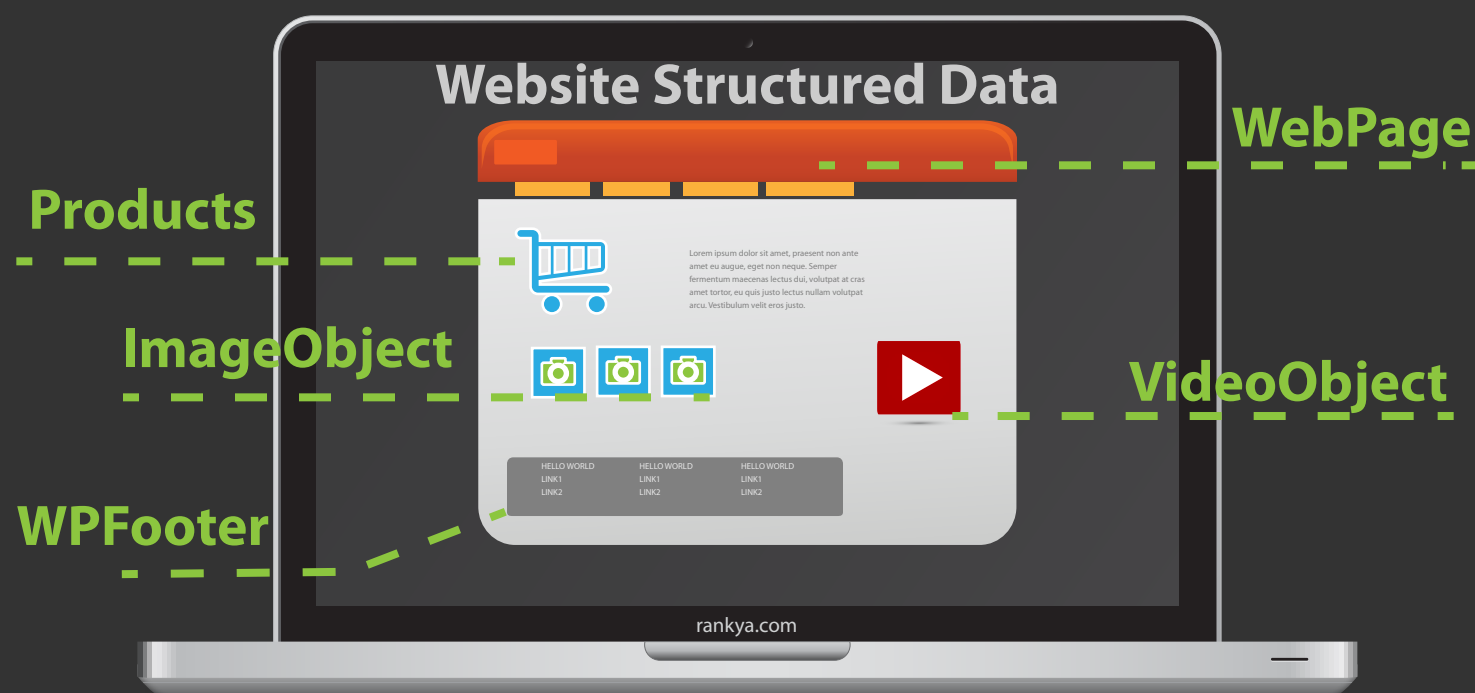 Website Structured Data
WebPage
Products
Lorem ipsum dolor sit amet, praesent non ante
amet eu augue, eget non neque. Semper
fermentum maecenas lectus dui, volutpat at cras
amet tortor, eu quis justo lectus nullam volutpat
arcu. Vestibulum velit eros justo.
ImageObject
VideoObject
HELLO WORLD HELLO WORLD HELLO WORLD
LINK1 LINK1 LINK1
LINK2 LINK2 LINK2
WPFooter
rankya.com